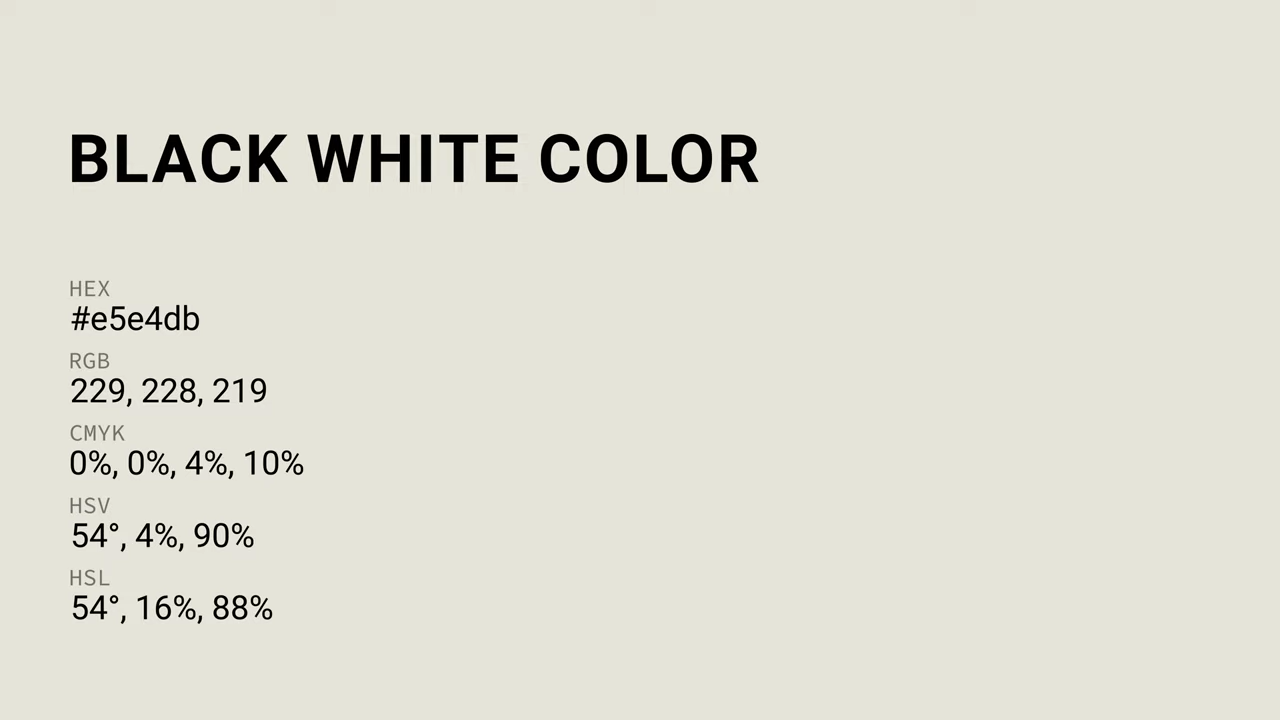 BLACK WHITE COLOR
HEX
#e5e4db
RGB
229, 228, 219
CMYK
0%, 0%, 4%, 10%
HSV
54°, 4%, 90%
HSL
54°, 16%, 88%